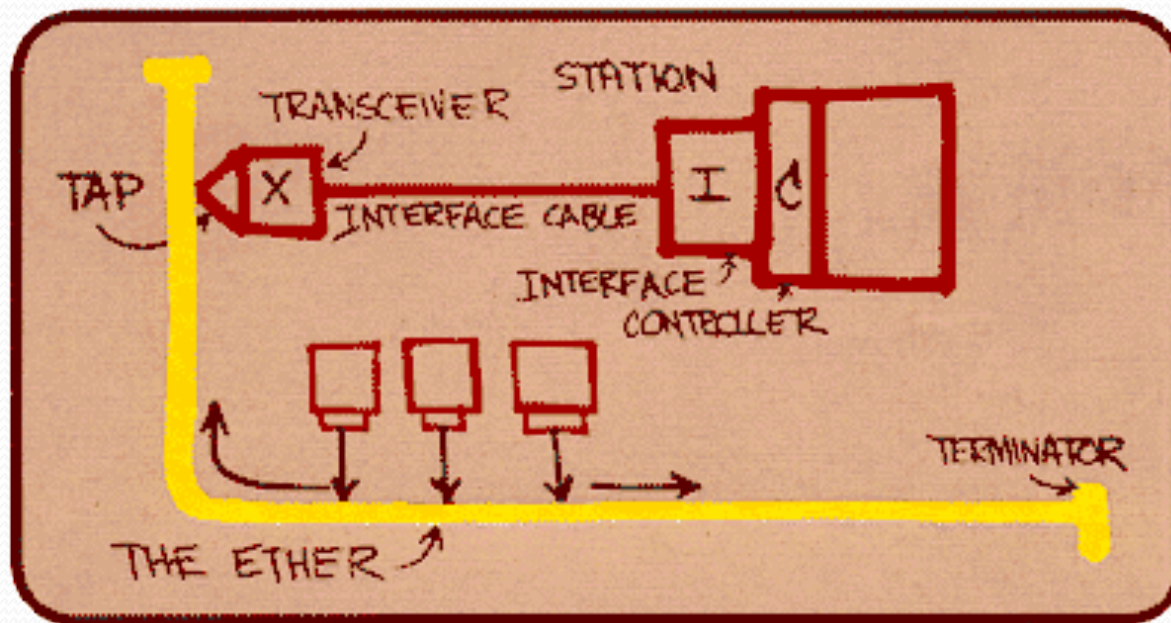 STATION
TRANSCEIVER
TAP
X
I
C
INTERFACE CABLE
INTERFACE
CONTROLLER
TERMINATOR
THE ETHER